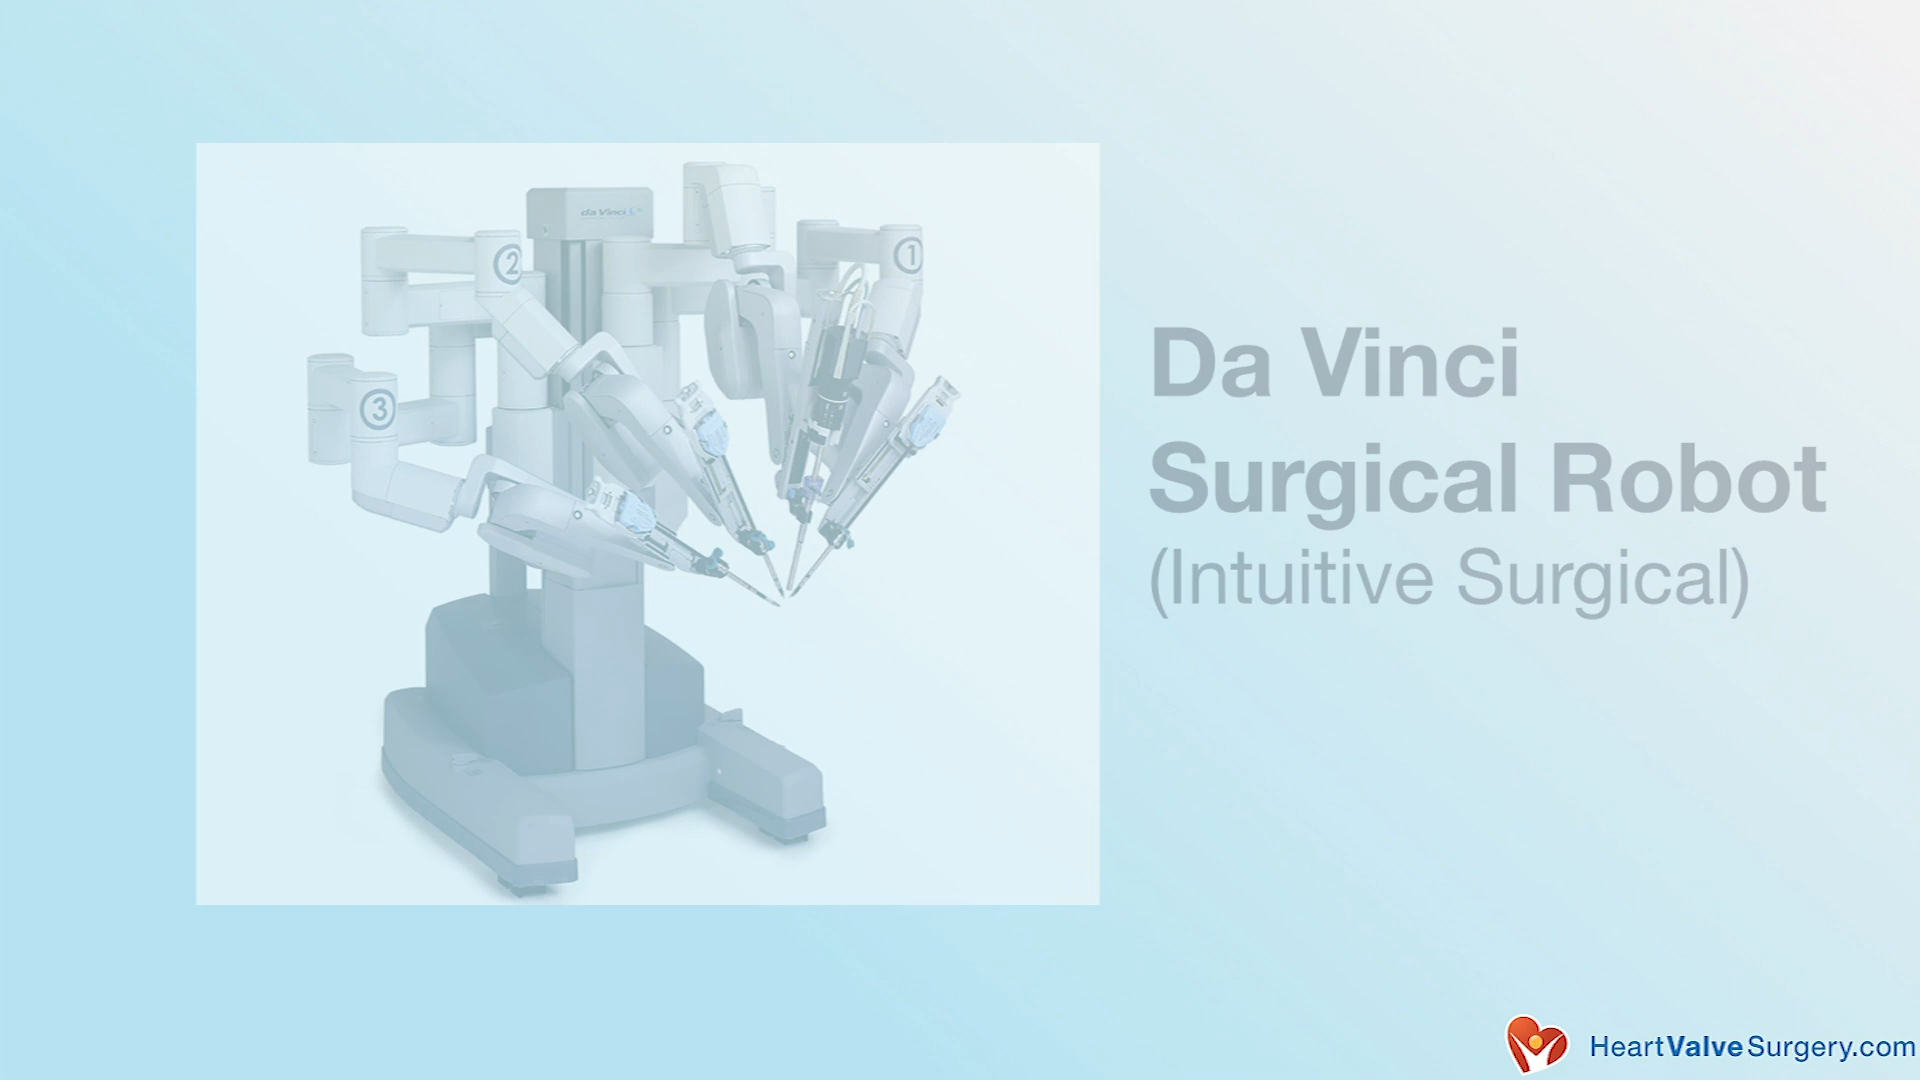 da Vinci S
2
1
3
Da Vinci
Surgical Robot
(Intuitive Surgical)
HeartValveSurgery.com